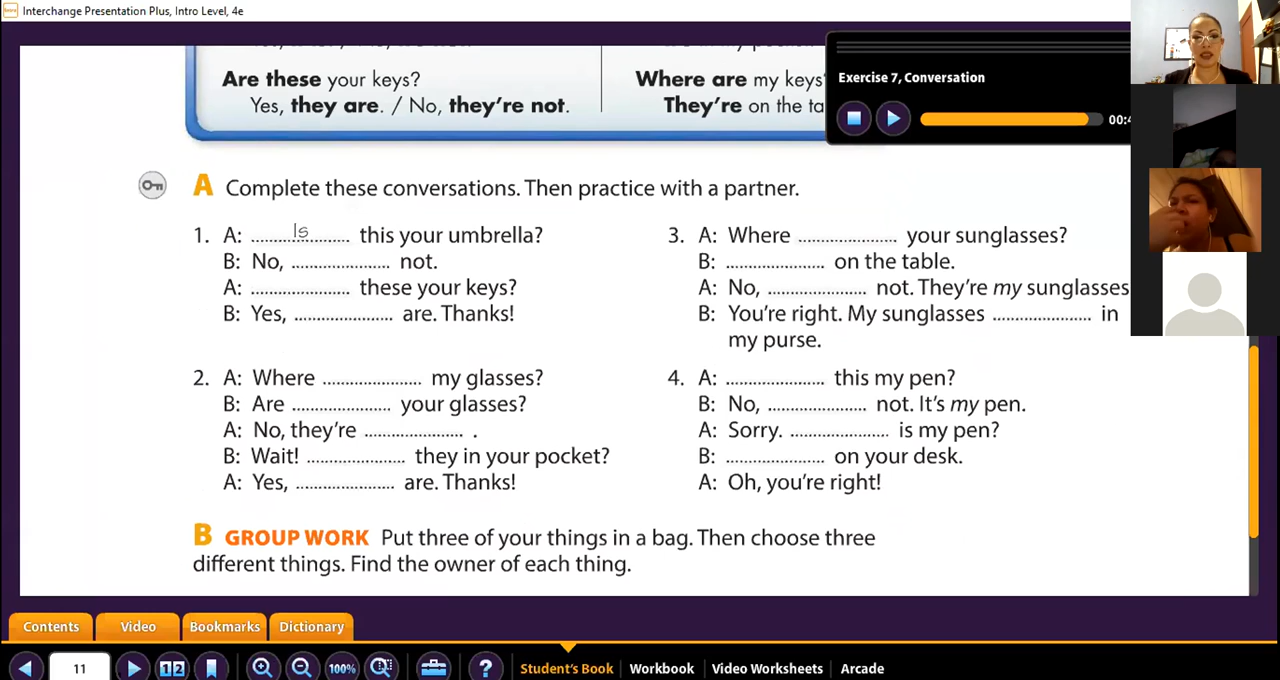 Interchange Presentation Plus, Intro Level, 4e
Are these your keys?
Yes, they are. / No, they're not.
Where are my keys
They're on the ta
Exercise 7, Conversation
00:4
A Complete these conversations. Then practice with a partner.
1. A: Is this your umbrella?
B: No, .................... not.
A: .................... these your keys?
B: Yes, .................... are. Thanks!
2. A: Where .................... my glasses?
B: Are .................... your glasses?
A: No, they're .................... .
B: Wait! .................... they in your pocket?
A: Yes, .................... are. Thanks!
3. A: Where .................... your sunglasses?
B: .................... on the table.
A: No, .................... not. They're my sunglasses
B: You're right. My sunglasses .................... in
my purse.
4. A: .................... this my pen?
B: No, .................... not. It's my pen.
A: Sorry. .................... is my pen?
B: .................... on your desk.
A: Oh, you're right!
B GROUP WORK Put three of your things in a bag. Then choose three
different things. Find the owner of each thing.
Contents Video Bookmarks Dictionary
11 12 100% ? Student's Book Workbook Video Worksheets Arcade